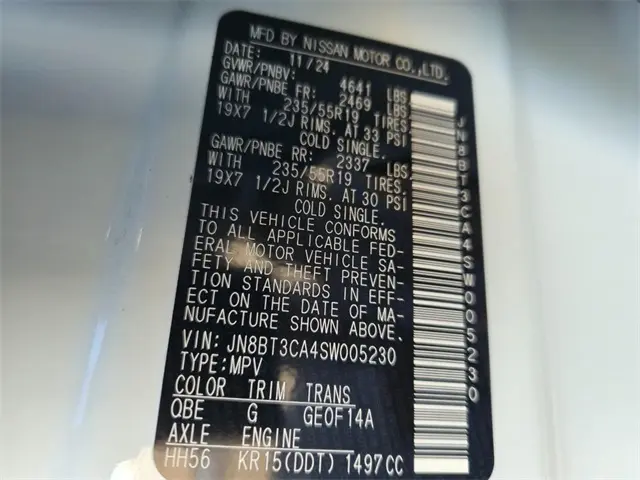 MFD BY NISSAN MOTOR CO.,LTD.
DATE: 11/24
GVWR/PNBV: 4641 LBS
GAWR/PNBE FR: 2469 LBS
WITH 235/55R19 TIRES.
19X7 1/2J RIMS. AT 33 PSI
COLD SINGLE.
GAWR/PNBE RR: 2337 LBS
WITH 235/55R19 TIRES.
19X7 1/2J RIMS. AT 30 PSI
COLD SINGLE.
THIS VEHICLE CONFORMS
TO ALL APPLICABLE FED-
ERAL MOTOR VEHICLE SA-
FETY AND THEFT PREVEN-
TION STANDARDS IN EFF-
ECT ON THE DATE OF MA-
NUFACTURE SHOWN ABOVE.
VIN: JN8BT3CA4SW005230
TYPE: MPV
COLOR TRIM TRANS
QBE G GE0F14A
AXLE ENGINE
HH56 KR15(DDT) 1497CC
JN8BT3CA4SW005230